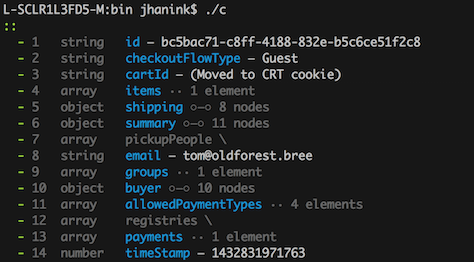 L-SCLR1L3FD5-M:bin jhanink$ ./c
::
- 1 string id – bc5bac71-c8ff-4188-832e-b5c6ce51f2c8
- 2 string checkoutFlowType – Guest
- 3 string cartId – (Moved to CRT cookie)
- 4 array items ·· 1 element
- 5 object shipping ○-○ 8 nodes
- 6 object summary ○-○ 11 nodes
- 7 array pickupPeople \
- 8 string email – tom@oldforest.bree
- 9 array groups ·· 1 element
- 10 object buyer ○-○ 10 nodes
- 11 array allowedPaymentTypes ·· 4 elements
- 12 array registries \
- 13 array payments ·· 1 element
- 14 number timeStamp – 1432831971763